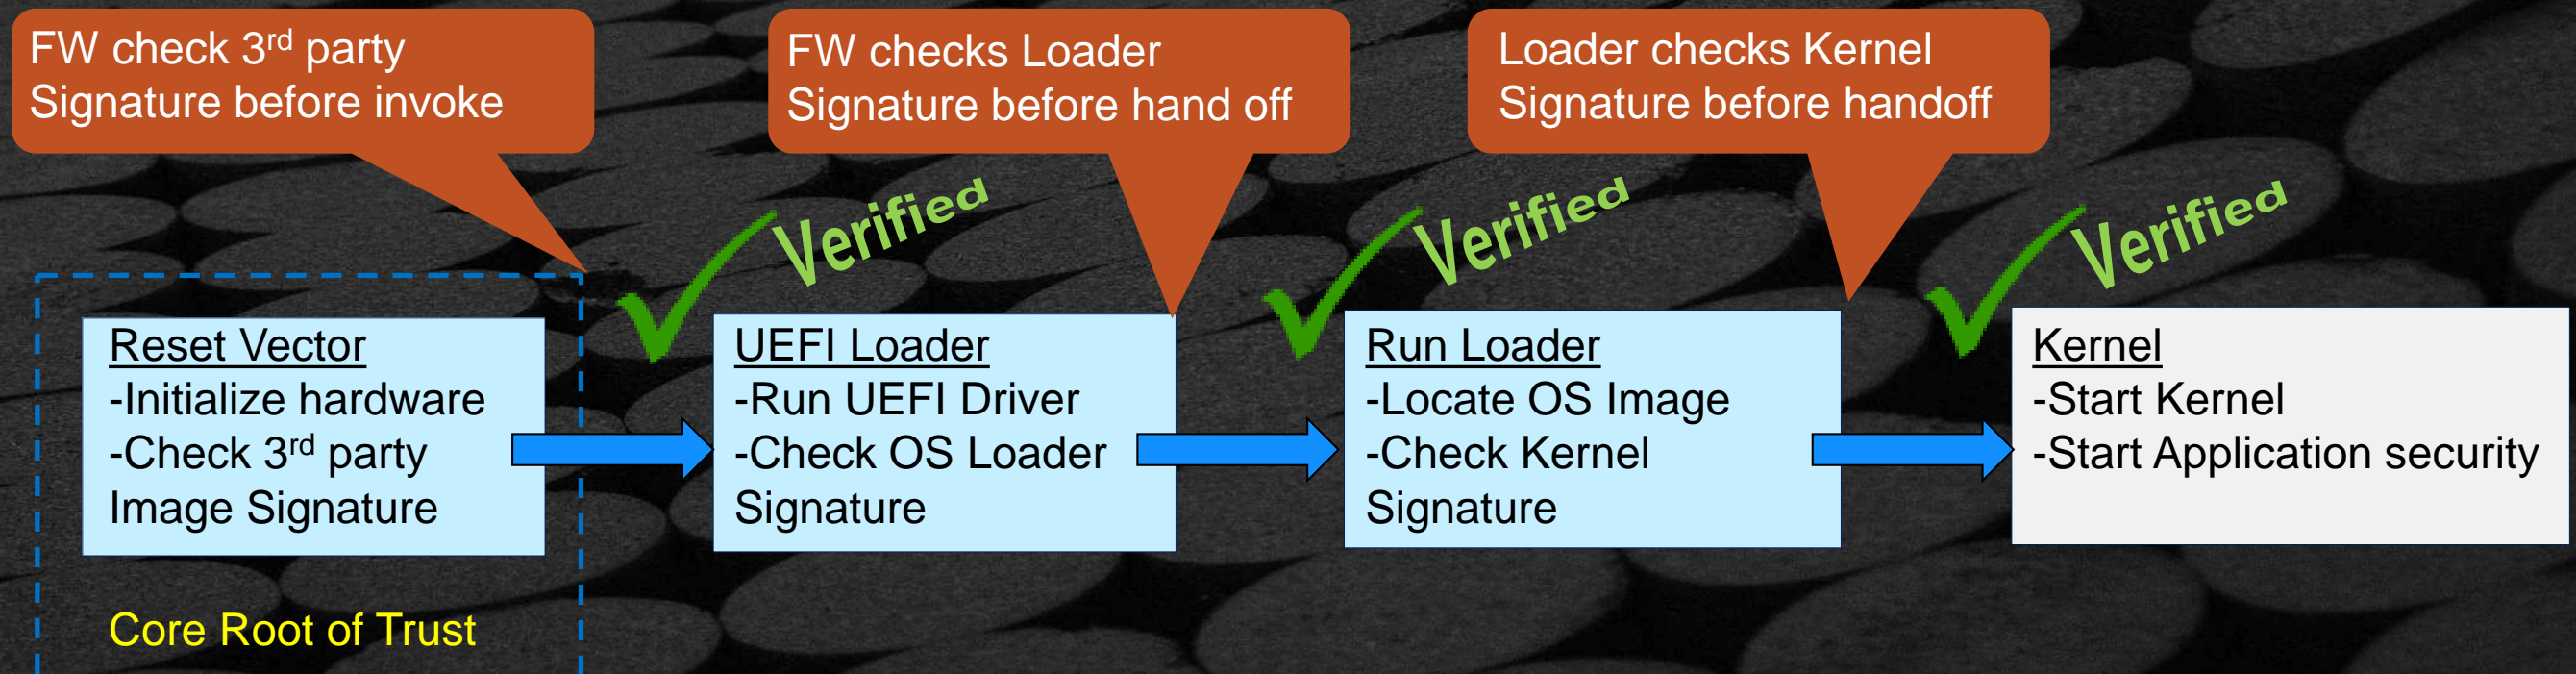 FW check 3rd party
Signature before invoke
FW checks Loader
Signature before hand off
Loader checks Kernel
Signature before handoff
Verified
Verified
Verified
Reset Vector
-Initialize hardware
-Check 3rd party
Image Signature
UEFI Loader
-Run UEFI Driver
-Check OS Loader
Signature
Run Loader
-Locate OS Image
-Check Kernel
Signature
Kernel
-Start Kernel
-Start Application security
Core Root of Trust